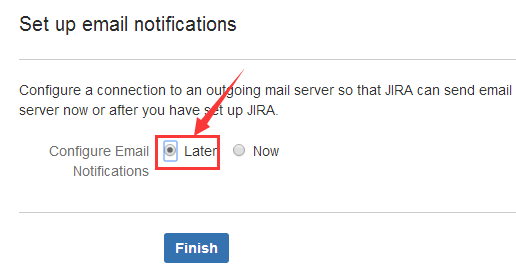 Set up email notifications
Configure a connection to an outgoing mail server so that JIRA can send email
server now or after you have set up JIRA.
Configure Email Later Now
Notifications
Finish